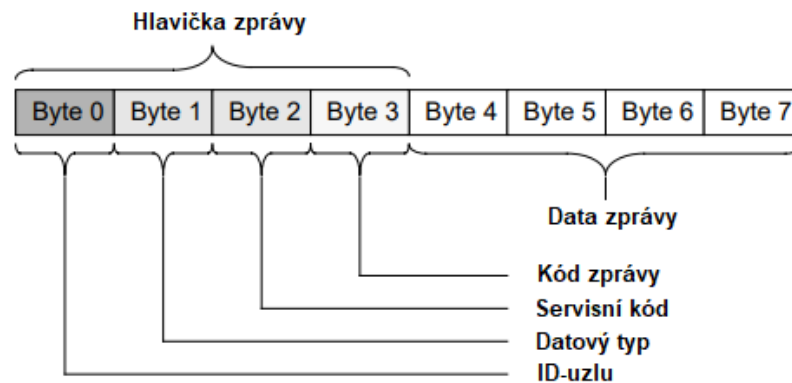 Hlavička zprávy
Byte 0 Byte 1 Byte 2 Byte 3 Byte 4 Byte 5 Byte 6 Byte 7
Data zprávy
Kód zprávy
Servisní kód
Datový typ
ID-uzlu